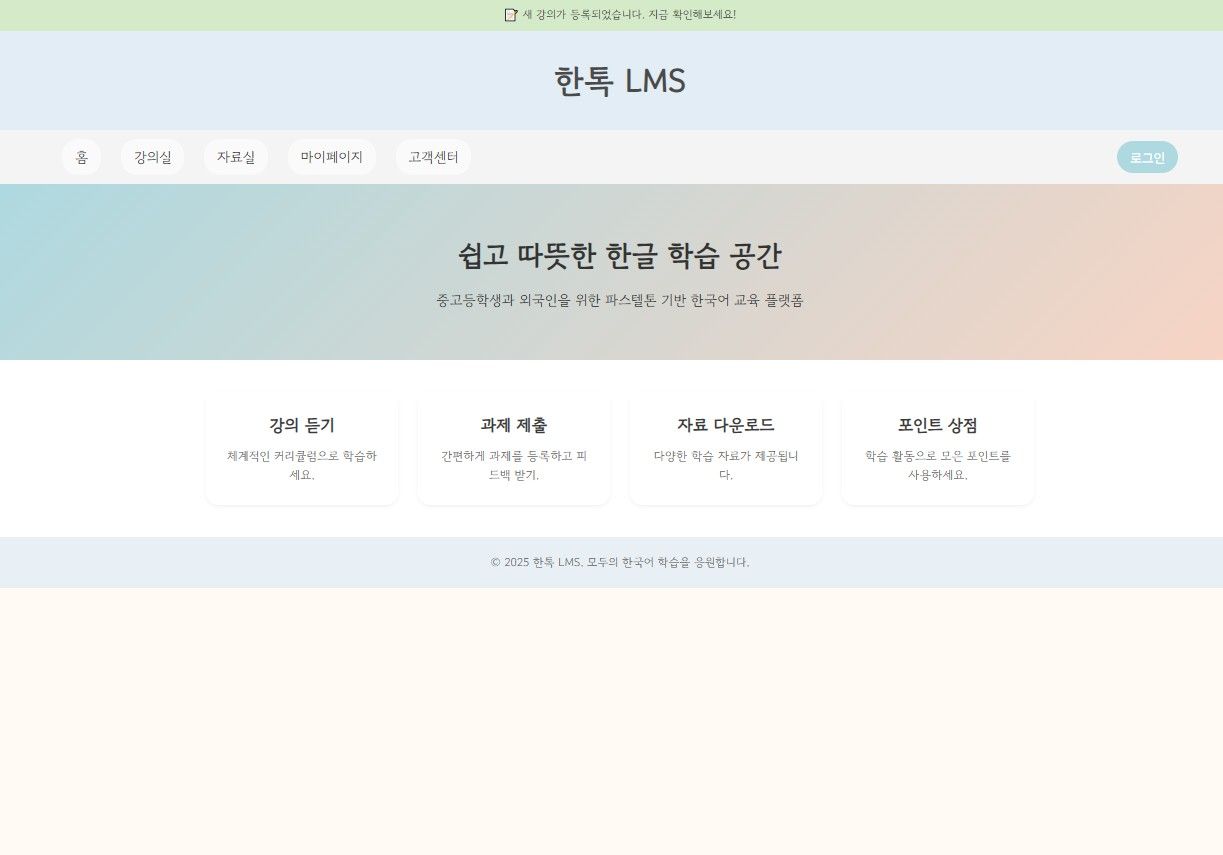 📝 새 강의가 등록되었습니다. 지금 확인해보세요!
한톡 LMS
홈
강의실
자료실
마이페이지
고객센터
로그인
쉽고 따뜻한 한글 학습 공간
중고등학생과 외국인을 위한 파스텔톤 기반 한국어 교육 플랫폼
강의 듣기
체계적인 커리큘럼으로 학습하
세요.
과제 제출
간편하게 과제를 등록하고 피
드백 받기.
자료 다운로드
다양한 학습 자료가 제공됩니
다.
포인트 상점
학습 활동으로 모은 포인트를
사용하세요.
© 2025 한톡 LMS. 모두의 한국어 학습을 응원합니다.